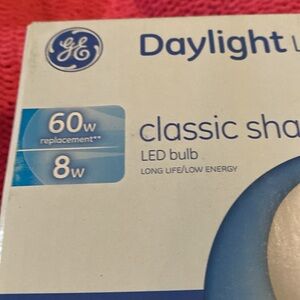 GE
Daylight L
60w
replacement**
8w
classic sha
LED bulb
LONG LIFE/LOW ENERGY